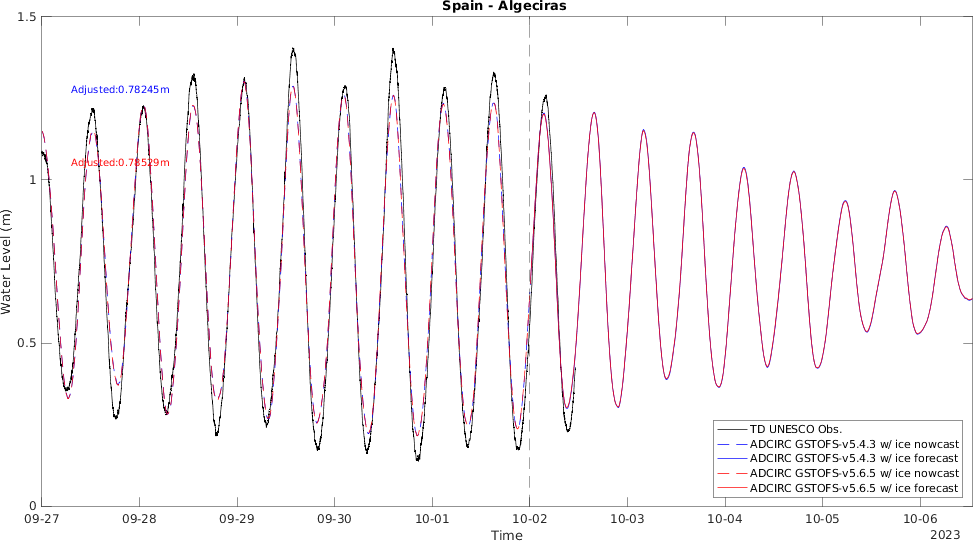 Spain - Algeciras
1.5
Adjusted:0.78245m
Adjusted:0.78529m
1
Water Level (m)
0.5
TD UNESCO Obs.
ADCIRC GSTOFS-v5.4.3 w/ ice nowcast
ADCIRC GSTOFS-v5.4.3 w/ ice forecast
ADCIRC GSTOFS-v5.6.5 w/ ice nowcast
ADCIRC GSTOFS-v5.6.5 w/ ice forecast
0
09-27 09-28 09-29 09-30 10-01 10-02 10-03 10-04 10-05 10-06
Time
2023